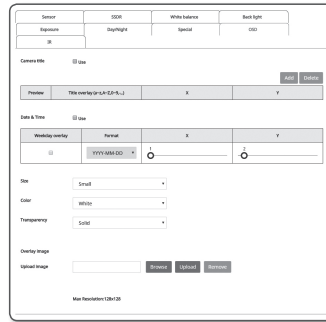 Sensor SSDR White balance Back light
Exposure Day/Night Special OSD
IR
Camera title Use
Add Delete
Preview Title overlay (a~z,A~Z,0~9,-,.) X Y
Date & Time Use
Weekday overlay Format X Y
YYYY-MM-DD 1 2
Size Small
Color White
Transparency Solid
Overlay image
Upload image Browse Upload Remove
Max Resolution:128x128